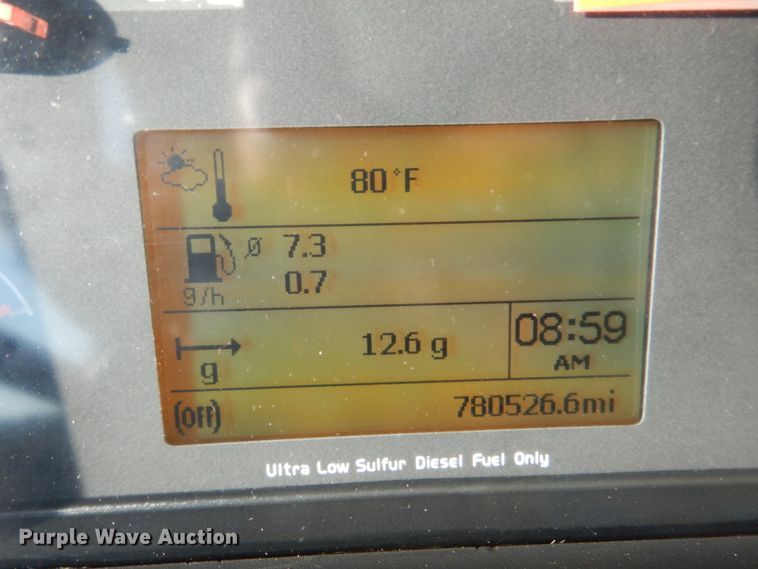 80°F
Ø 7.3
0.7
g/h
12.6 g
g
08:59
AM
(OFF)
780526.6mi
Ultra Low Sulfur Diesel Fuel Only
Purple Wave Auction®